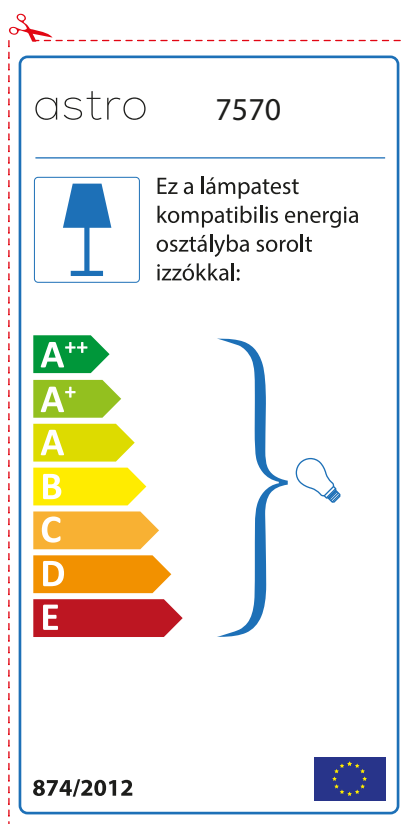 astro 7570
Ez a lámpatest
kompatibilis energia
osztályba sorolt
izzókkal:
A++
A+
A
B
C
D
E
874/2012